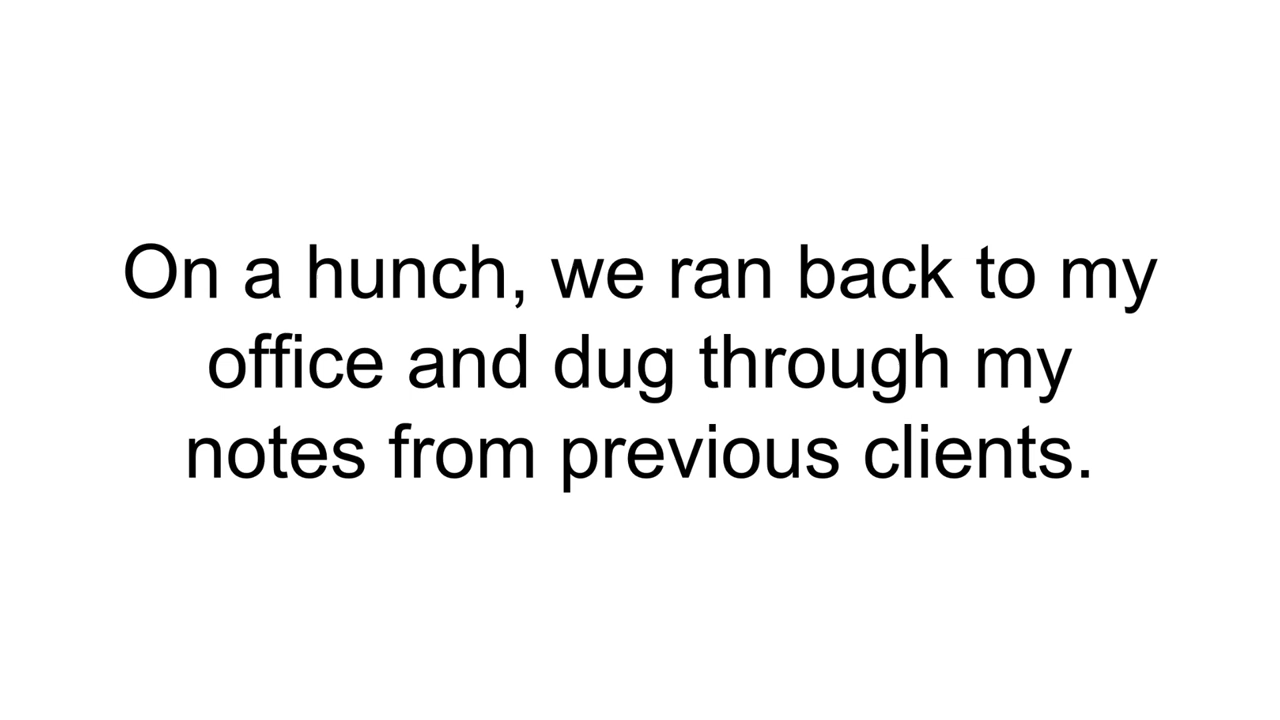 On a hunch, we ran back to my
office and dug through my
notes from previous clients.